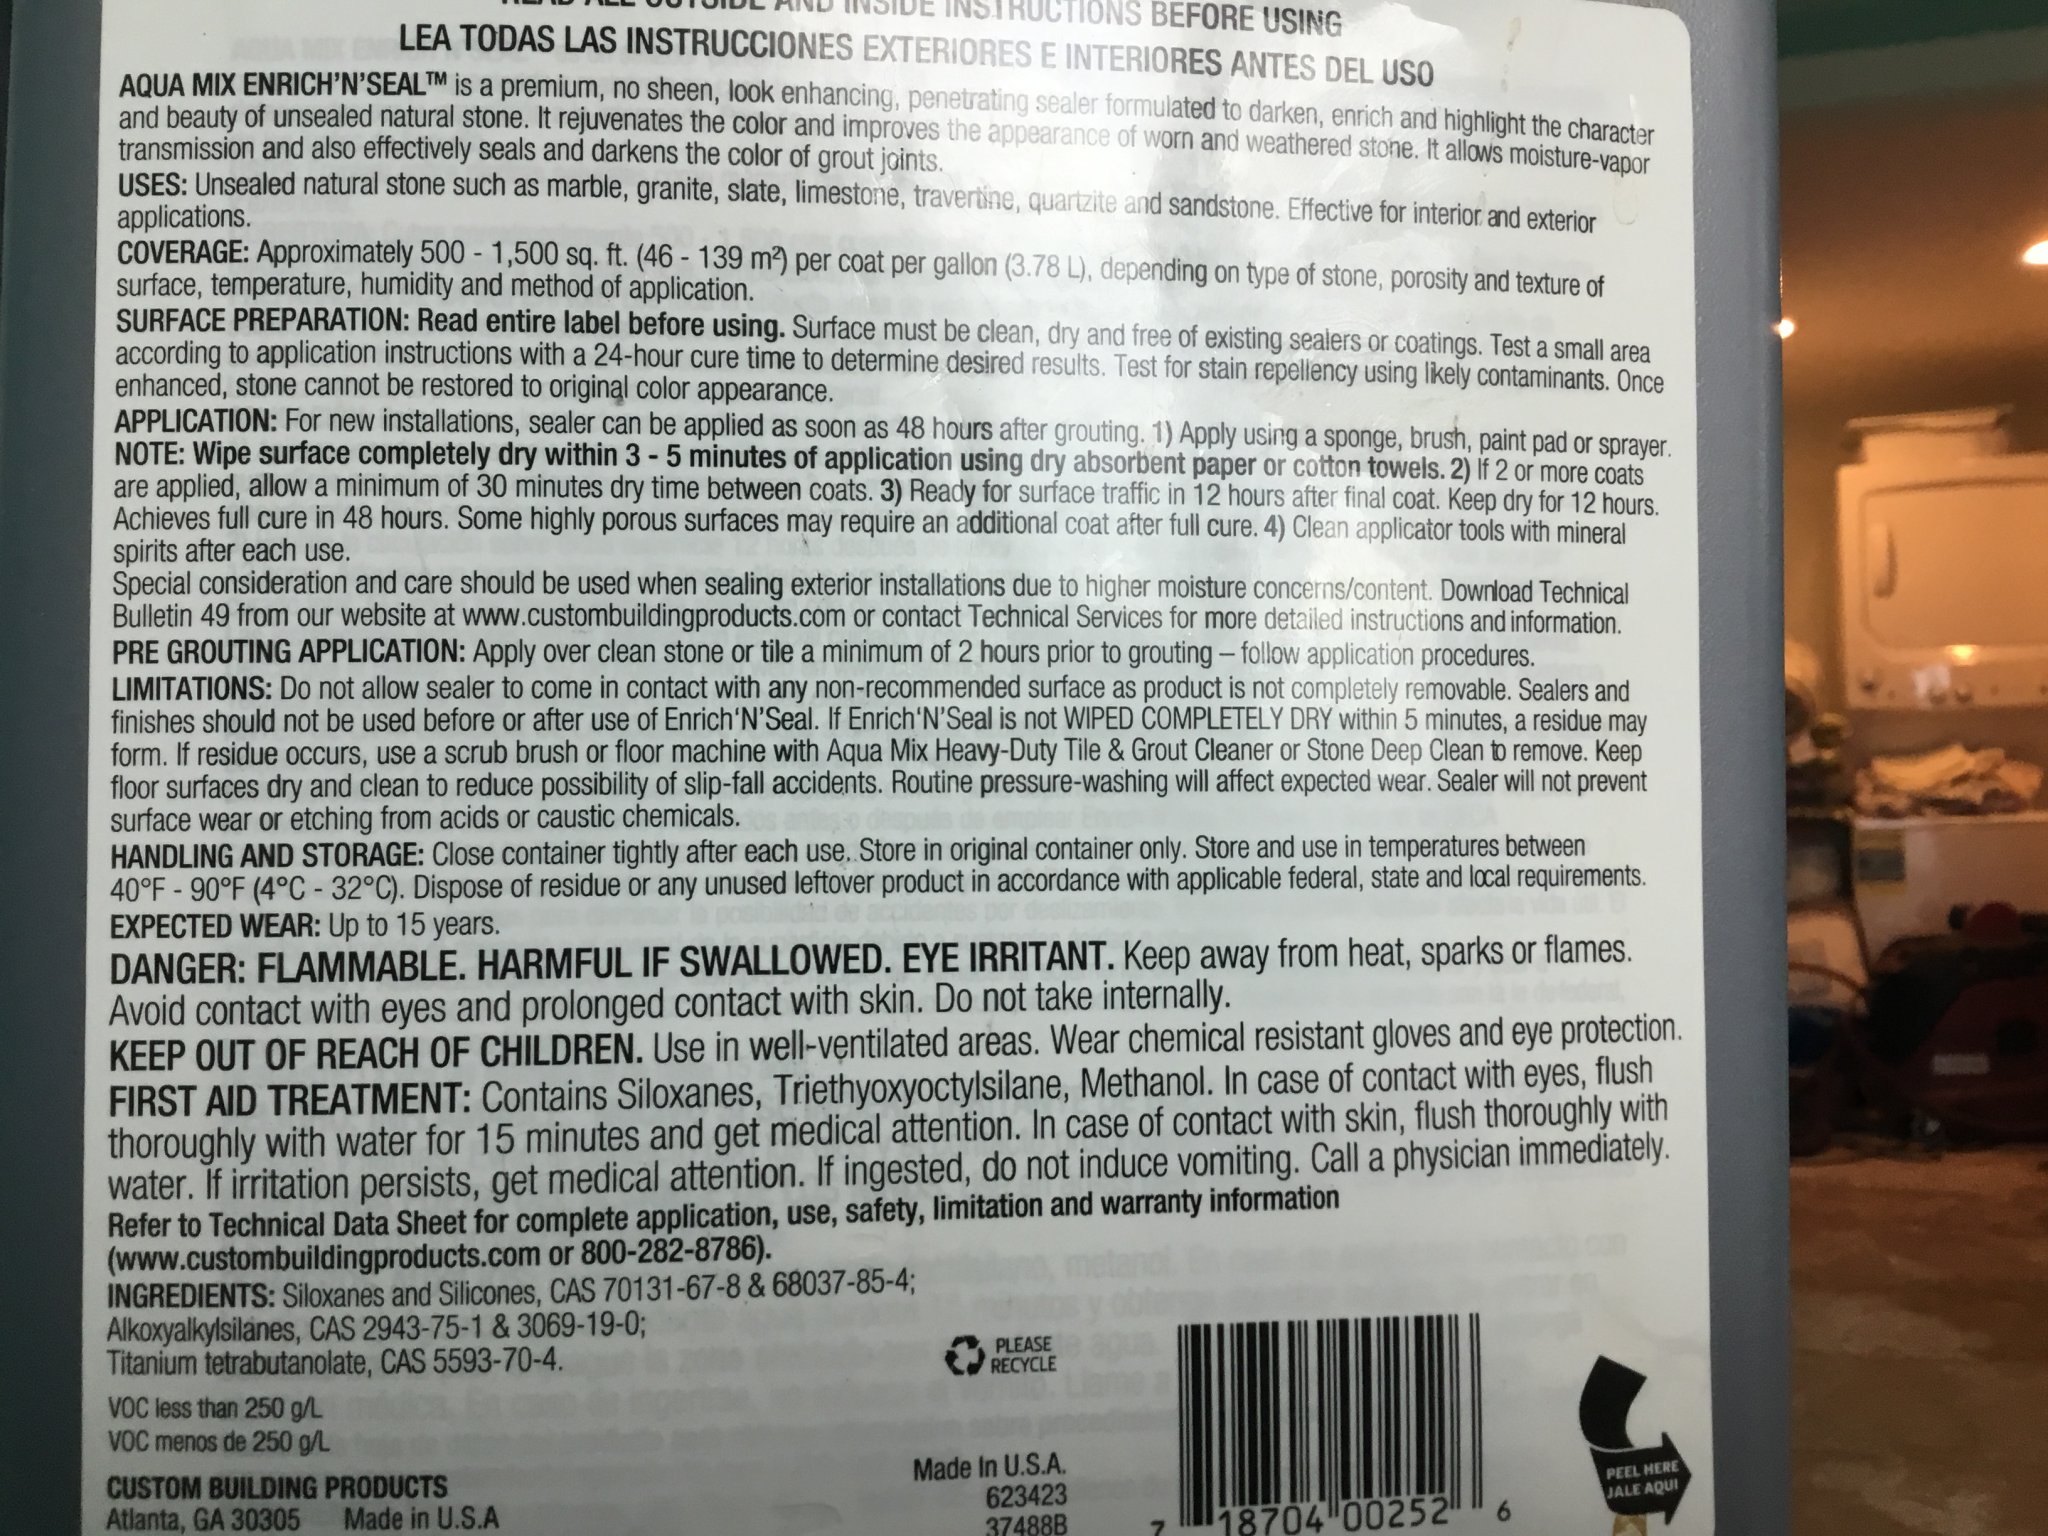 READ ALL OUTSIDE AND INSIDE INSTRUCTIONS BEFORE USING
LEA TODAS LAS INSTRUCCIONES EXTERIORES E INTERIORES ANTES DEL USO
AQUA MIX ENRICH'N'SEAL™ is a premium, no sheen, look enhancing, penetrating sealer formulated to darken, enrich and highlight the character
and beauty of unsealed natural stone. It rejuvenates the color and improves the appearance of worn and weathered stone. It allows moisture-vapor
transmission and also effectively seals and darkens the color of grout joints.
USES: Unsealed natural stone such as marble, granite, slate, limestone, travertine, quartzite and sandstone. Effective for interior and exterior
applications.
COVERAGE: Approximately 500 - 1,500 sq. ft. (46 - 139 m²) per coat per gallon (3.78 L), depending on type of stone, porosity and texture of
surface, temperature, humidity and method of application.
SURFACE PREPARATION: Read entire label before using. Surface must be clean, dry and free of existing sealers or coatings. Test a small area
according to application instructions with a 24-hour cure time to determine desired results. Test for stain repellency using likely contaminants. Once
enhanced, stone cannot be restored to original color appearance.
APPLICATION: For new installations, sealer can be applied as soon as 48 hours after grouting. 1) Apply using a sponge, brush, paint pad or sprayer.
NOTE: Wipe surface completely dry within 3 - 5 minutes of application using dry absorbent paper or cotton towels. 2) If 2 or more coats
are applied, allow a minimum of 30 minutes dry time between coats. 3) Ready for surface traffic in 12 hours after final coat. Keep dry for 12 hours.
Achieves full cure in 48 hours. Some highly porous surfaces may require an additional coat after full cure. 4) Clean applicator tools with mineral
spirits after each use.
Special consideration and care should be used when sealing exterior installations due to higher moisture concerns/content. Download Technical
Bulletin 49 from our website at www.custombuildingproducts.com or contact Technical Services for more detailed instructions and information.
PRE GROUTING APPLICATION: Apply over clean stone or tile a minimum of 2 hours prior to grouting – follow application procedures.
LIMITATIONS: Do not allow sealer to come in contact with any non-recommended surface as product is not completely removable. Sealers and
finishes should not be used before or after use of Enrich'N'Seal. If Enrich'N'Seal is not WIPED COMPLETELY DRY within 5 minutes, a residue may
form. If residue occurs, use a scrub brush or floor machine with Aqua Mix Heavy-Duty Tile & Grout Cleaner or Stone Deep Clean to remove. Keep
floor surfaces dry and clean to reduce possibility of slip-fall accidents. Routine pressure-washing will affect expected wear. Sealer will not prevent
surface wear or etching from acids or caustic chemicals.
HANDLING AND STORAGE: Close container tightly after each use. Store in original container only. Store and use in temperatures between
40°F - 90°F (4°C - 32°C). Dispose of residue or any unused leftover product in accordance with applicable federal, state and local requirements.
EXPECTED WEAR: Up to 15 years.
DANGER: FLAMMABLE. HARMFUL IF SWALLOWED. EYE IRRITANT. Keep away from heat, sparks or flames.
Avoid contact with eyes and prolonged contact with skin. Do not take internally.
KEEP OUT OF REACH OF CHILDREN. Use in well-ventilated areas. Wear chemical resistant gloves and eye protection.
FIRST AID TREATMENT: Contains Siloxanes, Triethyoxyoctylsilane, Methanol. In case of contact with eyes, flush
thoroughly with water for 15 minutes and get medical attention. In case of contact with skin, flush thoroughly with
water. If irritation persists, get medical attention. If ingested, do not induce vomiting. Call a physician immediately.
Refer to Technical Data Sheet for complete application, use, safety, limitation and warranty information
(www.custombuildingproducts.com or 800-282-8786).
INGREDIENTS: Siloxanes and Silicones, CAS 70131-67-8 & 68037-85-4;
Alkoxyalkylsilanes, CAS 2943-75-1 & 3069-19-0;
Titanium tetrabutanolate, CAS 5593-70-4.
PLEASE
RECYCLE
VOC less than 250 g/L
VOC menos de 250 g/L
CUSTOM BUILDING PRODUCTS
Atlanta, GA 30305 Made in U.S.A
Made In U.S.A.
623423
37488B
7 18704 00252 6
PEEL HERE
JALE AQUI